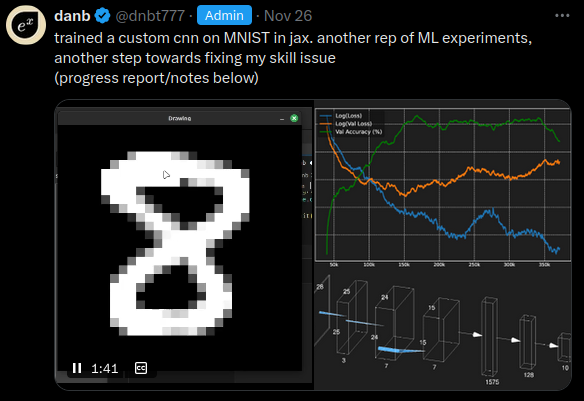 danb @dnbt777 · Admin · Nov 26
trained a custom cnn on MNIST in jax. another rep of ML experiments,
another step towards fixing my skill issue
(progress report/notes below)
e^x
Drawing
1:41
CC
Log(Loss)
Log(Val Loss)
Val Accuracy (%)
50k 100k 150k 200k 250k 300k 350k
28
25
25
3
24
24
7
15
15
7
1575
128
10